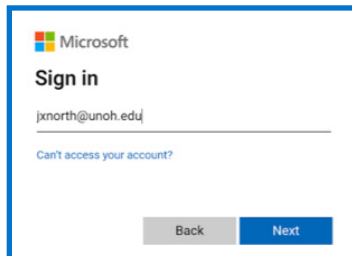 Microsoft
Sign in
jxnorth@unoh.edu
Can't access your account?
Back Next